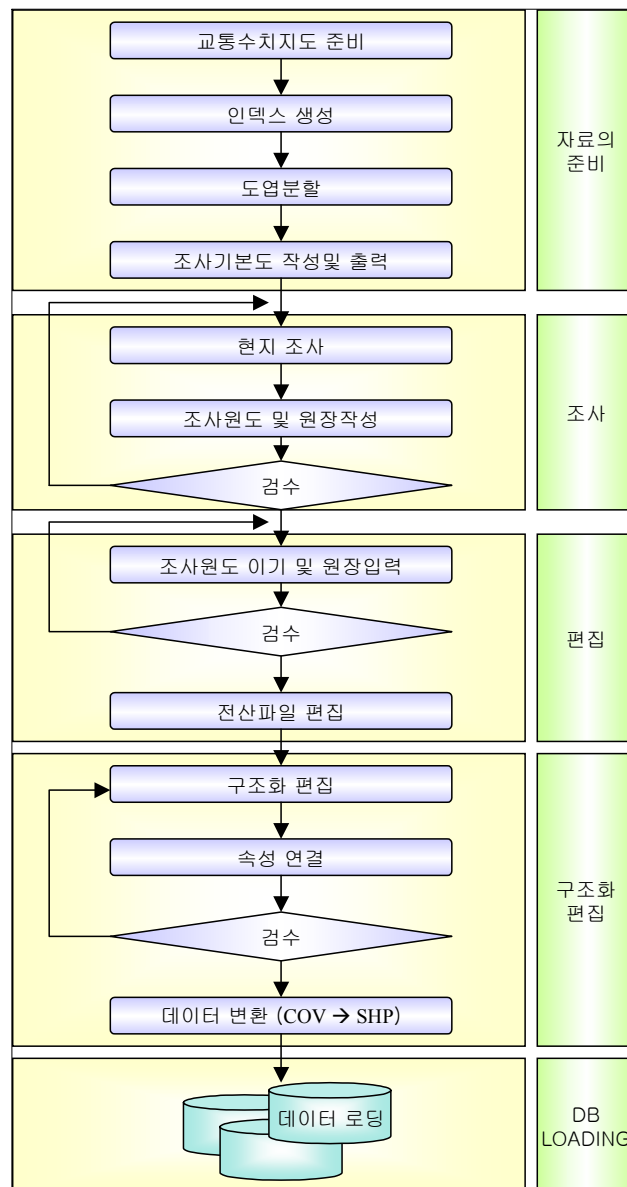 교통수치지도 준비
인덱스 생성
도엽분할
조사기본도 작성및 출력
자료의
준비
현지 조사
조사원도 및 원장작성
검수
조사
조사원도 이기 및 원장입력
검수
전산파일 편집
편집
구조화 편집
속성 연결
검수
데이터 변환 (COV → SHP)
구조화
편집
데이터 로딩
DB
LOADING